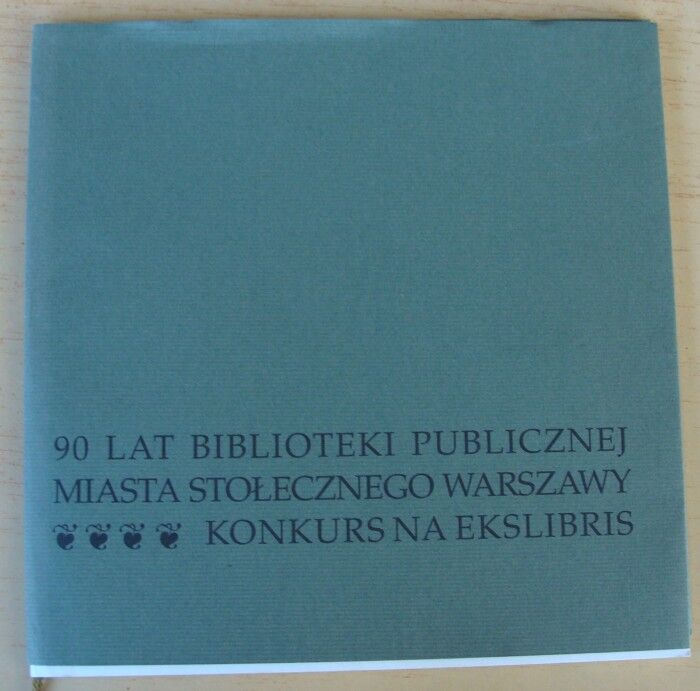 90 LAT BIBLIOTEKI PUBLICZNEJ
MIASTA STOŁECZNEGO WARSZAWY
❦ ❦ ❦ ❦ KONKURS NA EKSLIBRIS